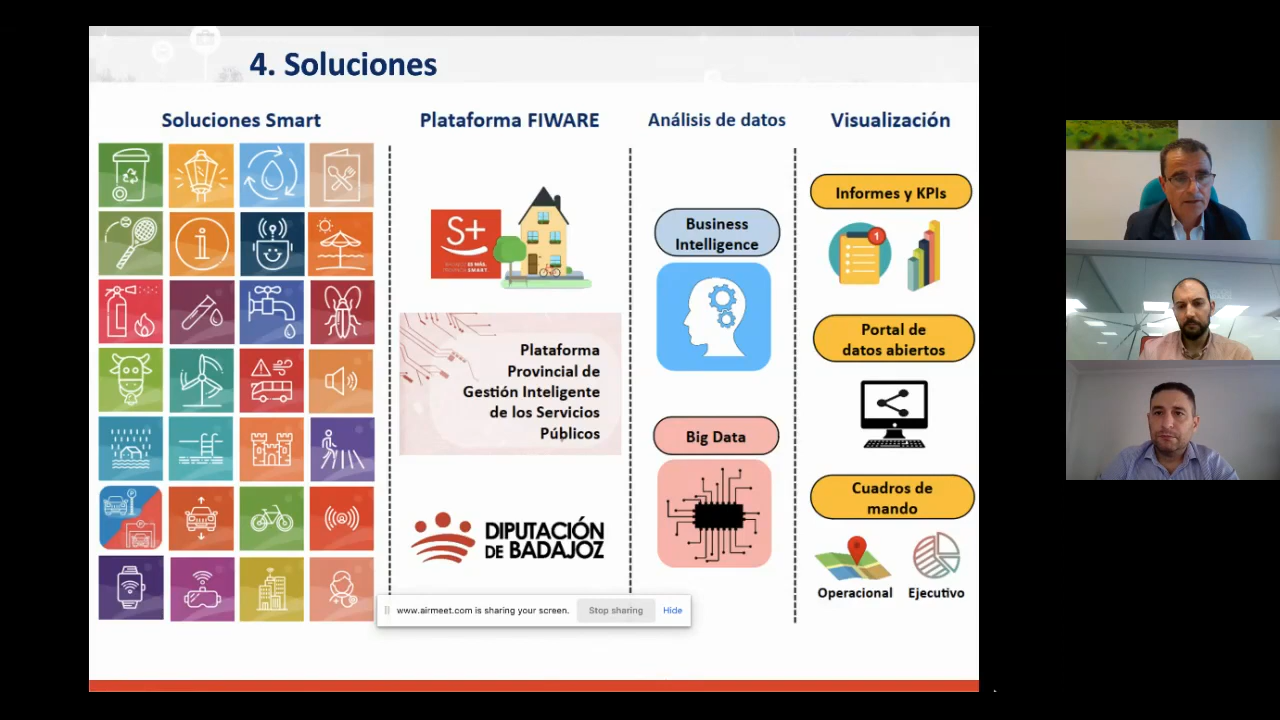 4. Soluciones
Soluciones Smart
Plataforma FIWARE
Análisis de datos
Visualización
S+
SMART.
Plataforma
Provincial de
Gestión Inteligente
de los Servicios
Públicos
DIPUTACIÓN
DE BADAJOZ
Business
Intelligence
Big Data
Informes y KPIs
1
Portal de
datos abiertos
Cuadros de
mando
Operacional
Ejecutivo
www.airmeet.com is sharing your screen.
Stop sharing
Hide